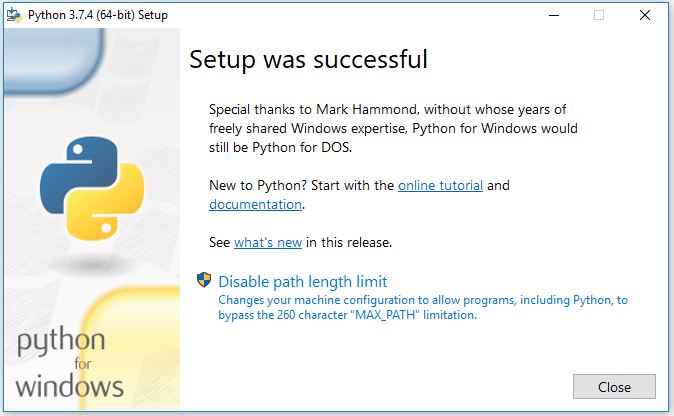 Python 3.7.4 (64-bit) Setup
Setup was successful
Special thanks to Mark Hammond, without whose years of
freely shared Windows expertise, Python for Windows would
still be Python for DOS.
New to Python? Start with the online tutorial and
documentation.
See what's new in this release.
Disable path length limit
Changes your machine configuration to allow programs, including Python, to
bypass the 260 character "MAX_PATH" limitation.
python
for
windows
Close